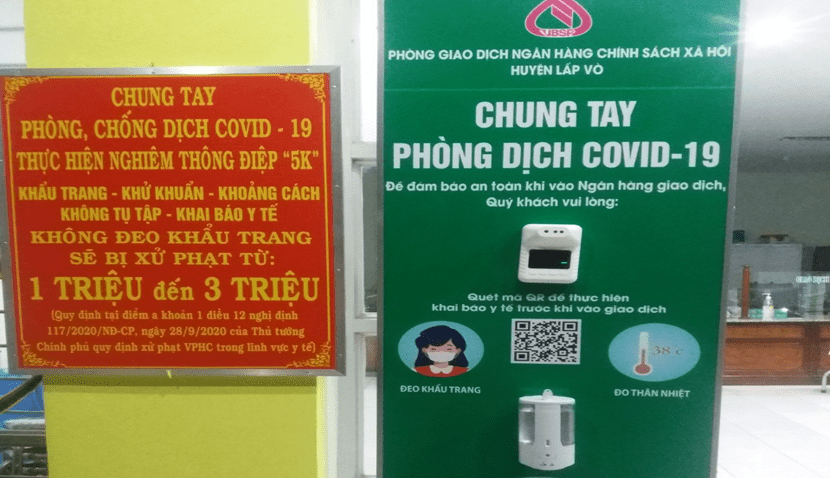 CHUNG TAY
PHÒNG, CHỐNG DỊCH COVID - 19
THỰC HIỆN NGHIÊM THÔNG ĐIỆP "5K"
KHẨU TRANG - KHỬ KHUẨN - KHOẢNG CÁCH
KHÔNG TỤ TẬP - KHAI BÁO Y TẾ
KHÔNG ĐEO KHẨU TRANG
SẼ BỊ XỬ PHẠT TỪ:
1 TRIỆU đến 3 TRIỆU
(Quy định tại điểm a khoản 1 điều 12 nghị định
117/2020/NĐ-CP, ngày 28/9/2020 của Thủ tướng
Chính phủ quy định xử phạt VPHC trong lĩnh vực y tế)
VBSP
PHÒNG GIAO DỊCH NGÂN HÀNG CHÍNH SÁCH XÃ HỘI
HUYỆN LẤP VÒ
CHUNG TAY
PHÒNG DỊCH COVID-19
Để đảm bảo an toàn khi vào Ngân hàng giao dịch,
Quý khách vui lòng:
Quét mã QR để thực hiện
khai báo y tế trước khi vào giao dịch
38°c
ĐEO KHẨU TRANG
ĐO THÂN NHIỆT
GIAO DỊCH